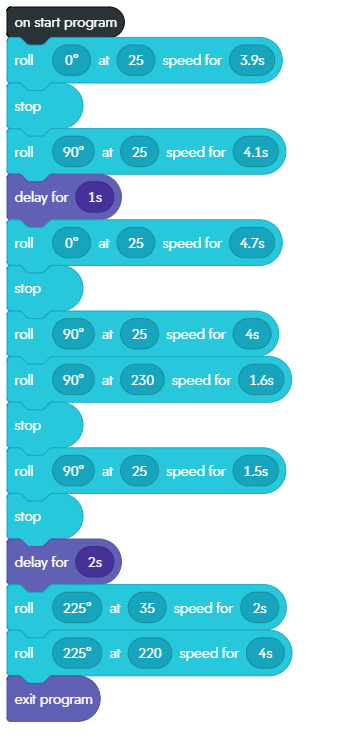 on start program
roll 0° at 25 speed for 3.9s
stop
roll 90° at 25 speed for 4.1s
delay for 1s
roll 0° at 25 speed for 4.7s
stop
roll 90° at 25 speed for 4s
roll 90° at 230 speed for 1.6s
stop
roll 90° at 25 speed for 1.5s
stop
delay for 2s
roll 225° at 35 speed for 2s
roll 225° at 220 speed for 4s
exit program